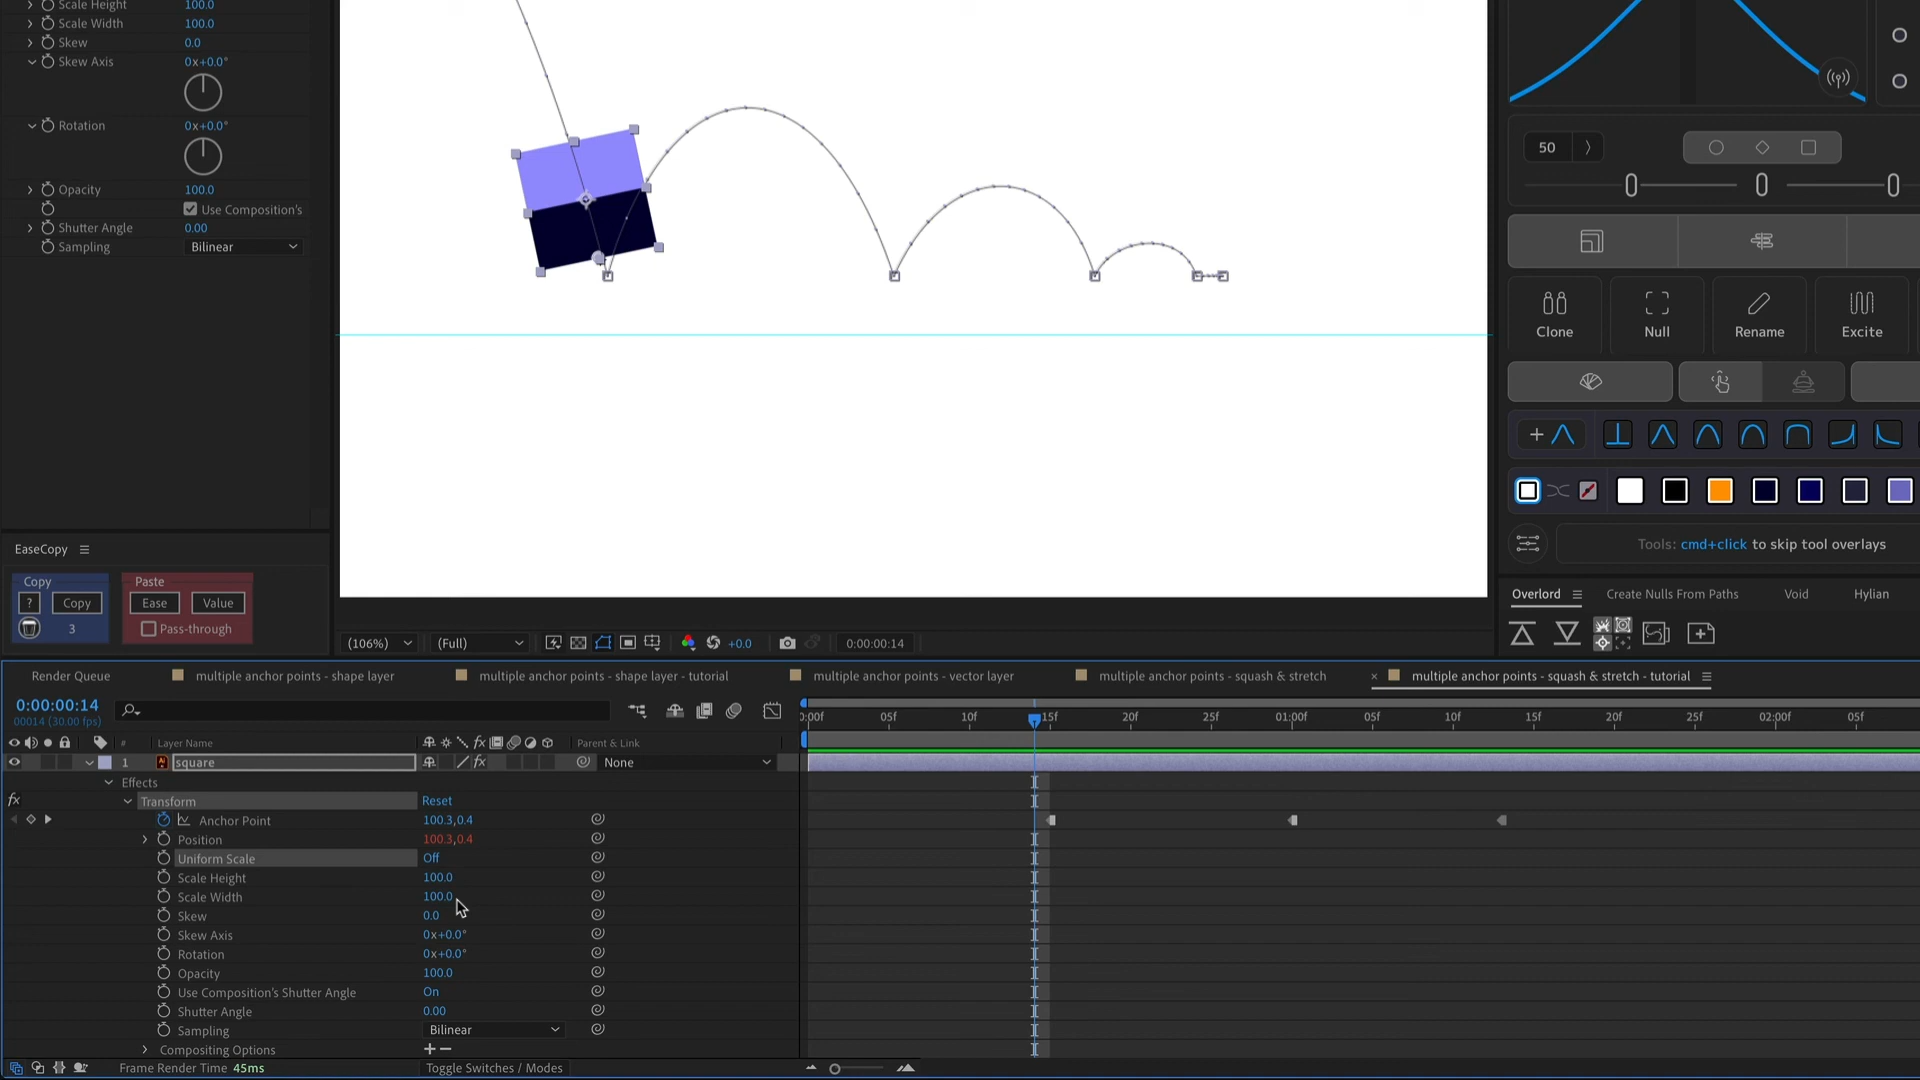 Scale Height 100.0
Scale Width 100.0
Skew 0.0
Skew Axis 0x+0.0°
Rotation 0x+0.0°
Opacity 100.0
Use Composition's
Shutter Angle 0.00
Sampling Bilinear
50
Clone Null Rename Excite
Tools: cmd+click to skip tool overlays
EaseCopy
Copy Paste
? Copy Ease Value
3 Pass-through
Overlord Create Nulls From Paths Void Hylian
(106%) (Full) +0.0 0:00:00:14
Render Queue multiple anchor points - shape layer multiple anchor points - shape layer - tutorial multiple anchor points - vector layer multiple anchor points - squash & stretch × multiple anchor points - squash & stretch - tutorial
0:00:00:14
00014 (30.00 fps)
0:00f 05f 10f 15f 20f 25f 01:00f 05f 10f 15f 20f 25f 02:00f 05f
# Layer Name fx Parent & Link
1 Ai square fx None
Effects
fx Transform Reset
Anchor Point 100.3,0.4
Position 100.3,0.4
Uniform Scale Off
Scale Height 100.0
Scale Width 100.0
Skew 0.0
Skew Axis 0x+0.0°
Rotation 0x+0.0°
Opacity 100.0
Use Composition's Shutter Angle On
Shutter Angle 0.00
Sampling Bilinear
Compositing Options
Frame Render Time 45ms Toggle Switches / Modes